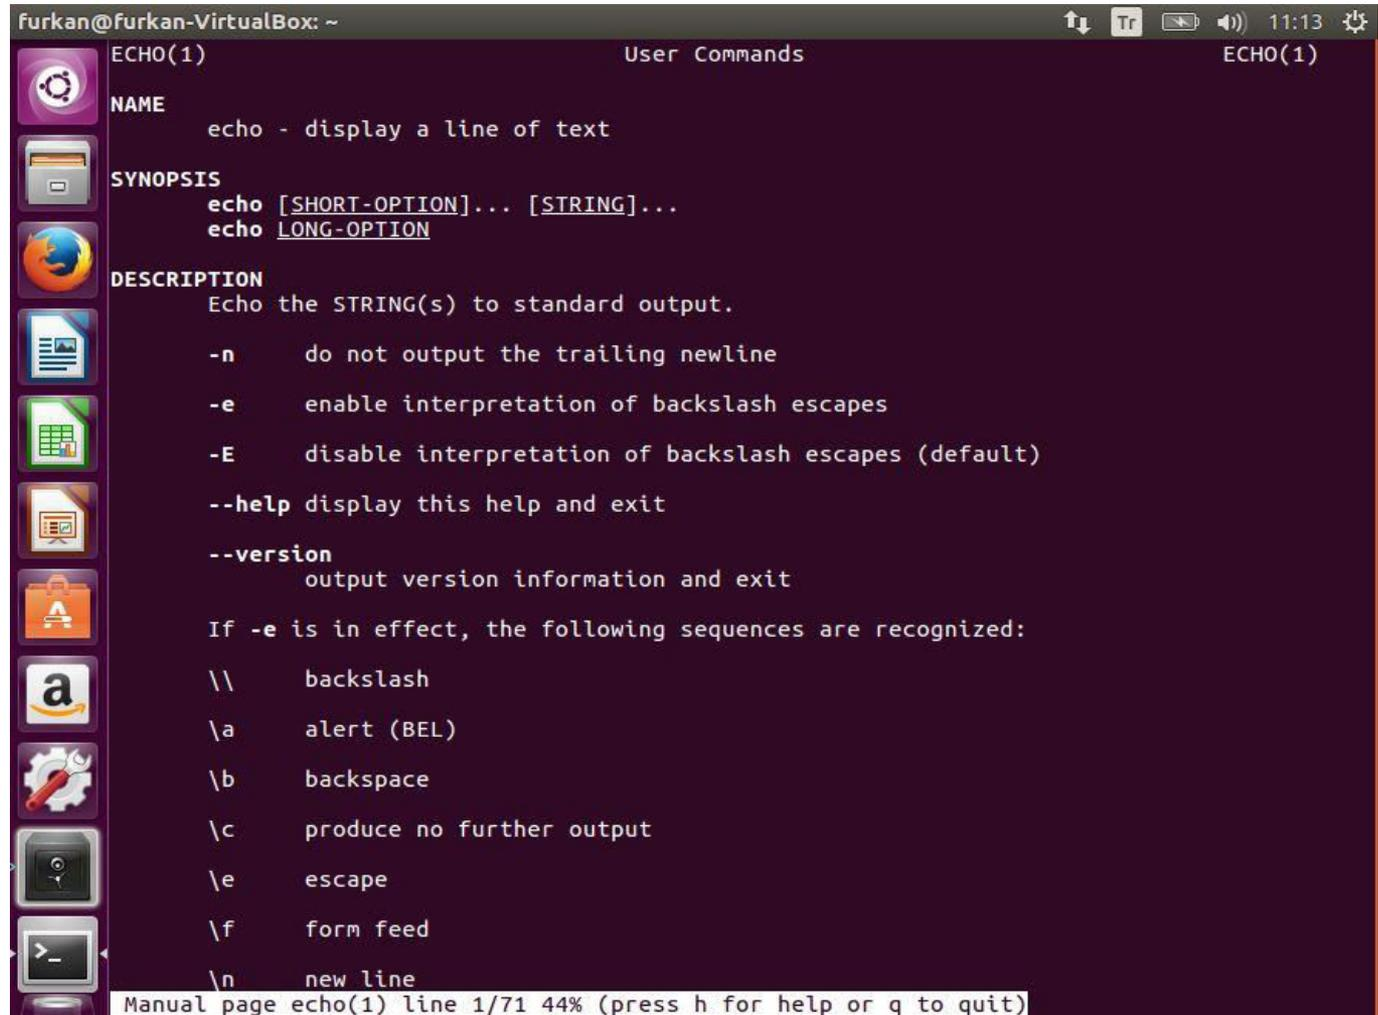 furkan@furkan-VirtualBox: ~ Tr 11:13
ECHO(1) User Commands ECHO(1)
NAME
echo - display a line of text
SYNOPSIS
echo [SHORT-OPTION]... [STRING]...
echo LONG-OPTION
DESCRIPTION
Echo the STRING(s) to standard output.
-n do not output the trailing newline
-e enable interpretation of backslash escapes
-E disable interpretation of backslash escapes (default)
--help display this help and exit
--version
output version information and exit
If -e is in effect, the following sequences are recognized:
\\ backslash
\a alert (BEL)
\b backspace
\c produce no further output
\e escape
\f form feed
\n new line
Manual page echo(1) line 1/71 44% (press h for help or q to quit)